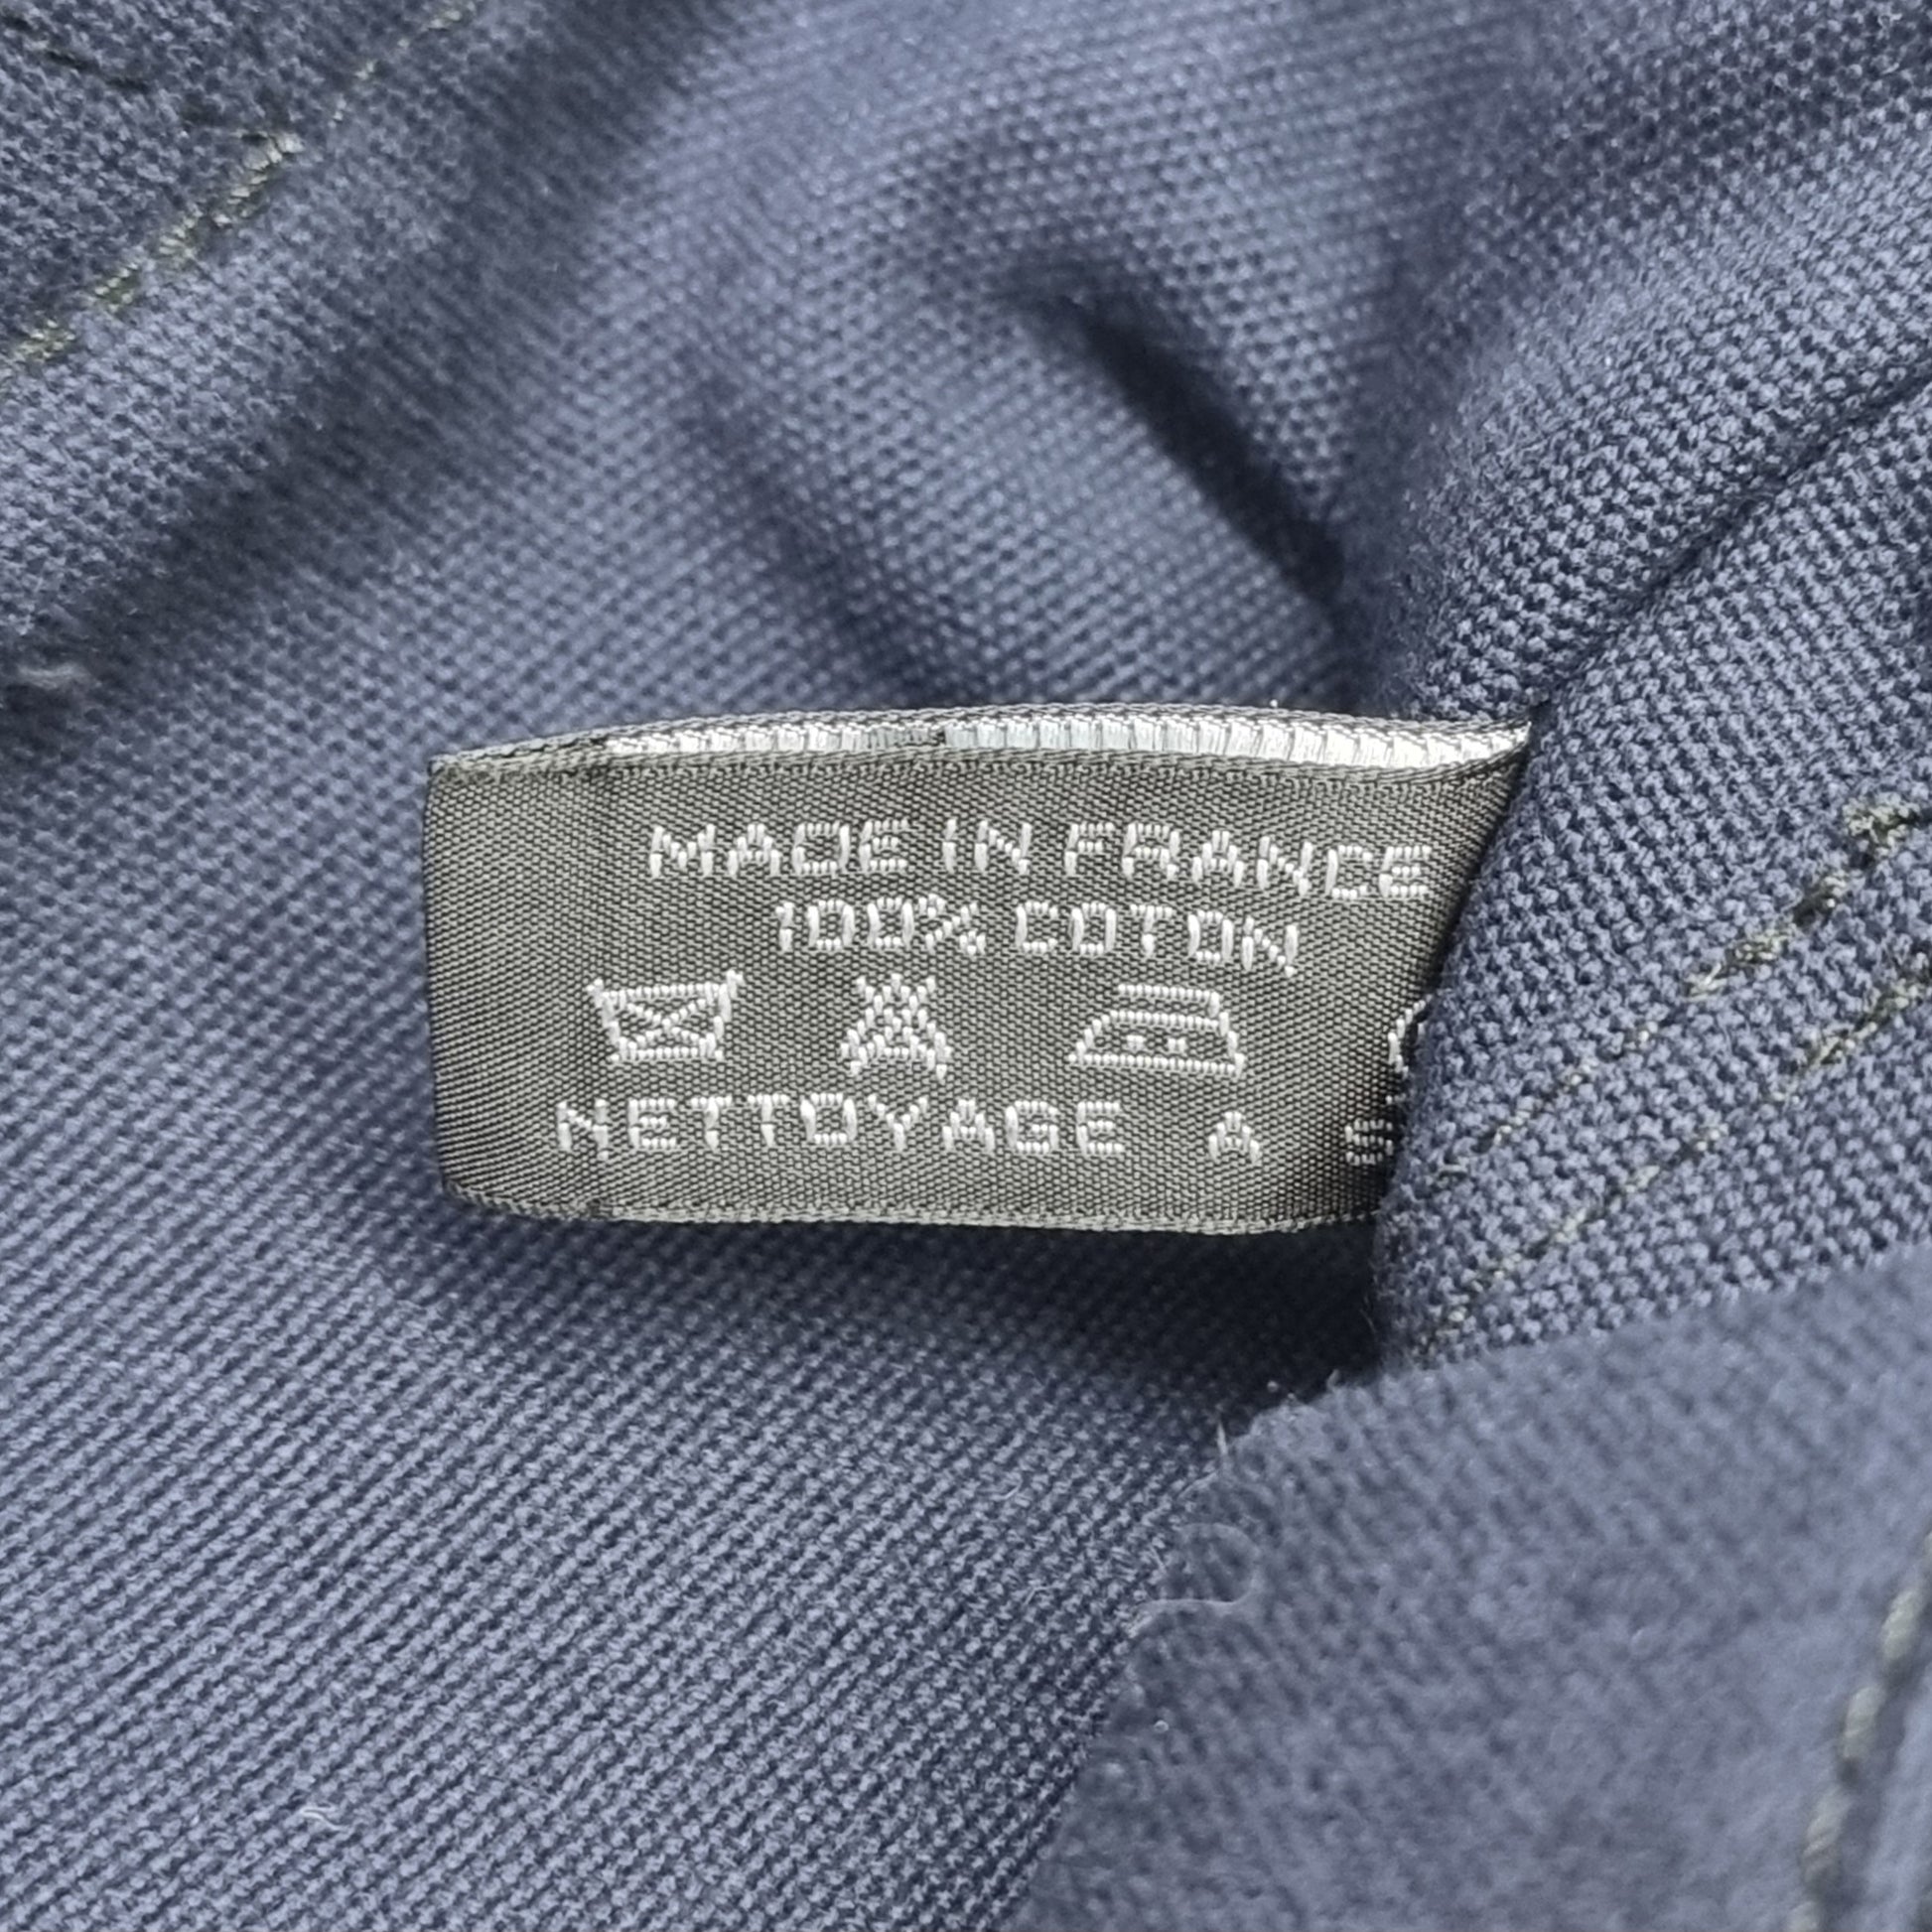 MADE IN FRANCE
100% COTON
NETTOYAGE A